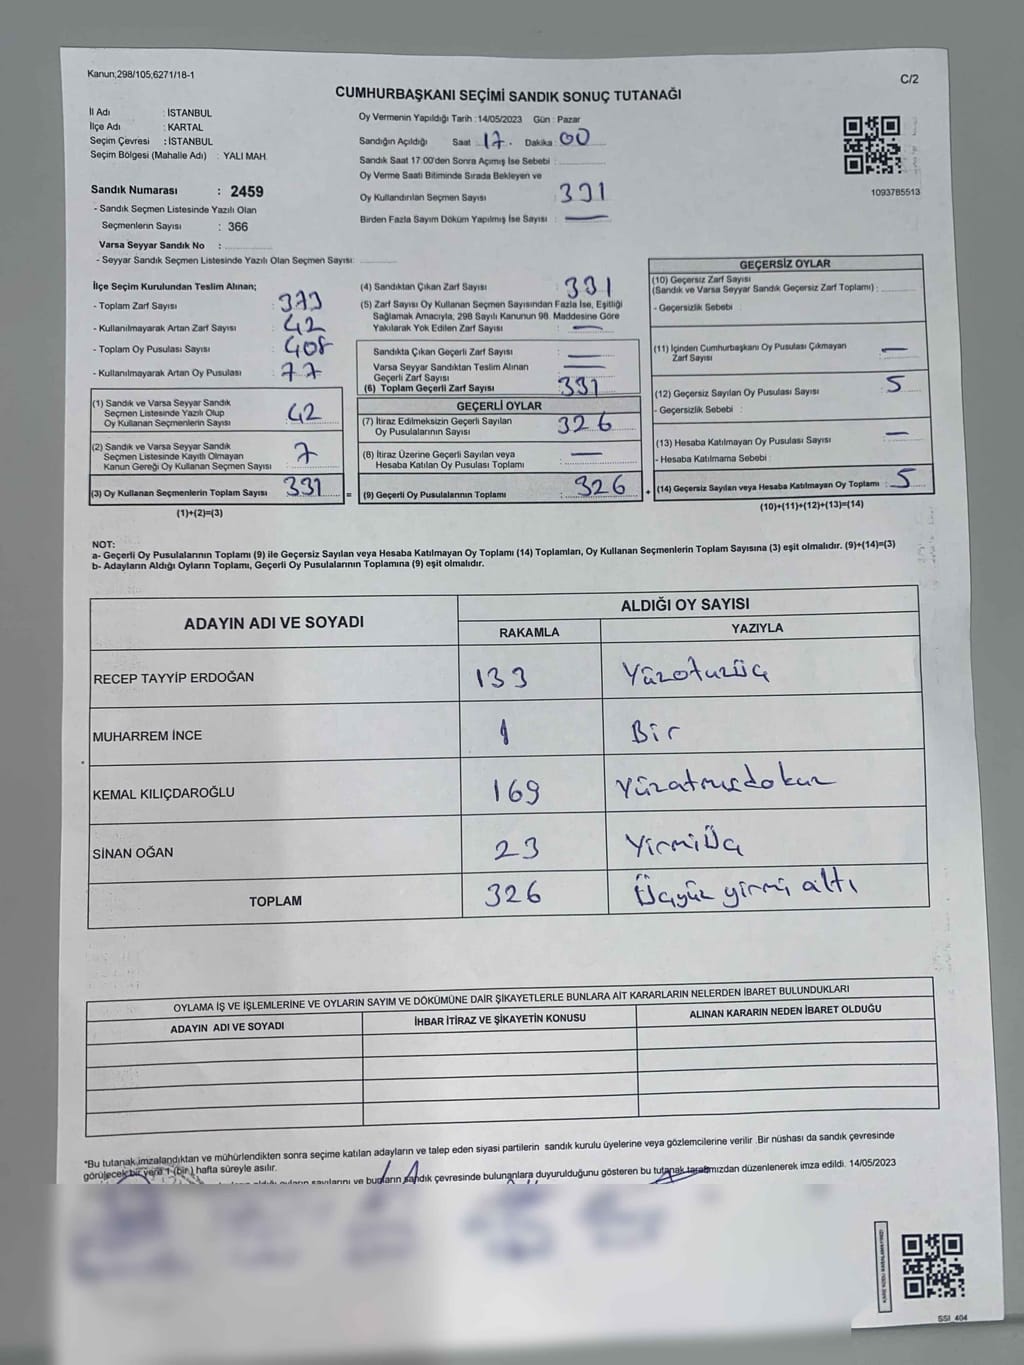 Kanun;298/105,6271/18-1
C/2
CUMHURBAŞKANI SEÇİMİ SANDIK SONUÇ TUTANAĞI
İl Adı : İSTANBUL
İlçe Adı : KARTAL
Seçim Çevresi : İSTANBUL
Seçim Bölgesi (Mahalle Adı) : YALI MAH.
Sandık Numarası : 2459
- Sandık Seçmen Listesinde Yazılı Olan
Seçmenlerin Sayısı : 366
Varsa Seyyar Sandık No :
- Seyyar Sandık Seçmen Listesinde Yazılı Olan Seçmen Sayısı:
Oy Vermenin Yapıldığı Tarih :14/05/2023 Gün : Pazar
Sandığın Açıldığı Saat 17. Dakika: 00
Sandık Saat 17:00'den Sonra Açımış İse Sebebi :
Oy Verme Saati Bitiminde Sırada Bekleyen ve
Oy Kullandırılan Seçmen Sayısı : 331
Birden Fazla Sayım Döküm Yapılmış İse Sayısı : —
1093785513
İlçe Seçim Kurulundan Teslim Alınan;
- Toplam Zarf Sayısı : 373
- Kullanılmayarak Artan Zarf Sayısı : 42
- Toplam Oy Pusulası Sayısı : 408
- Kullanılmayarak Artan Oy Pusulası : 77
(1) Sandık ve Varsa Seyyar Sandık
Seçmen Listesinde Yazılı Olup
Oy Kullanan Seçmenlerin Sayısı : 42
(2) Sandık ve Varsa Seyyar Sandık
Seçmen Listesinde Kayıtlı Olmayan
Kanun Gereği Oy Kullanan Seçmen Sayısı : 7
(3) Oy Kullanan Seçmenlerin Toplam Sayısı : 331
(1)+(2)=(3)
(4) Sandıktan Çıkan Zarf Sayısı : 331
(5) Zarf Sayısı Oy Kullanan Seçmen Sayısından Fazla İse, Eşitliği
Sağlamak Amacıyla, 298 Sayılı Kanunun 98. Maddesine Göre
Yakılarak Yok Edilen Zarf Sayısı : —
Sandıkta Çıkan Geçerli Zarf Sayısı : —
Varsa Seyyar Sandıktan Teslim Alınan
Geçerli Zarf Sayısı : —
(6) Toplam Geçerli Zarf Sayısı : 331
GEÇERLİ OYLAR
(7) İtiraz Edilmeksizin Geçerli Sayılan
Oy Pusulalarının Sayısı : 326
(8) İtiraz Üzerine Geçerli Sayılan veya
Hesaba Katılan Oy Pusulası Toplamı : —
= (9) Geçerli Oy Pusulalarının Toplamı : 326
GEÇERSİZ OYLAR
(10) Geçersiz Zarf Sayısı
(Sandık ve Varsa Seyyar Sandık Geçersiz Zarf Toplamı) :
- Geçersizlik Sebebi :
(11) İçinden Cumhurbaşkanı Oy Pusulası Çıkmayan
Zarf Sayısı : —
(12) Geçersiz Sayılan Oy Pusulası Sayısı : 5
- Geçersizlik Sebebi :
(13) Hesaba Katılmayan Oy Pusulası Sayısı : —
- Hesaba Katılmama Sebebi :
+ (14) Geçersiz Sayılan veya Hesaba Katılmayan Oy Toplamı : 5
(10)+(11)+(12)+(13)=(14)
NOT:
a- Geçerli Oy Pusulalarının Toplamı (9) ile Geçersiz Sayılan veya Hesaba Katılmayan Oy Toplamı (14) Toplamları, Oy Kullanan Seçmenlerin Toplam Sayısına (3) eşit olmalıdır. (9)+(14)=(3)
b- Adayların Aldığı Oyların Toplamı, Geçerli Oy Pusulalarının Toplamına (9) eşit olmalıdır.
ADAYIN ADI VE SOYADI
ALDIĞI OY SAYISI
RAKAMLA YAZIYLA
RECEP TAYYİP ERDOĞAN 133 Yüzotuzüç
MUHARREM İNCE 1 Bir
KEMAL KILIÇDAROĞLU 169 Yüzatmışdokuz
SİNAN OĞAN 23 YirmiÜç
TOPLAM 326 Üçyüz yirmi altı
OYLAMA İŞ VE İŞLEMLERİNE VE OYLARIN SAYIM VE DÖKÜMÜNE DAİR ŞİKAYETLERLE BUNLARA AİT KARARLARIN NELERDEN İBARET BULUNDUKLARI
ADAYIN ADI VE SOYADI İHBAR İTİRAZ VE ŞİKAYETİN KONUSU ALINAN KARARIN NEDEN İBARET OLDUĞU
*Bu tutanak,imzalandıktan ve mühürlendikten sonra seçime katılan adayların ve talep eden siyasi partilerin sandık kurulu üyelerine veya gözlemcilerine verilir .Bir nüshası da sandık çevresinde
görülecek bir yere 1 (bir ) hafta süreyle asılır.
sayılarını ve bunların sandık çevresinde bulunanlara duyurulduğunu gösteren bu tutanak tarafımızdan düzenlenerek imza edildi. 14/05/2023
SSI_404